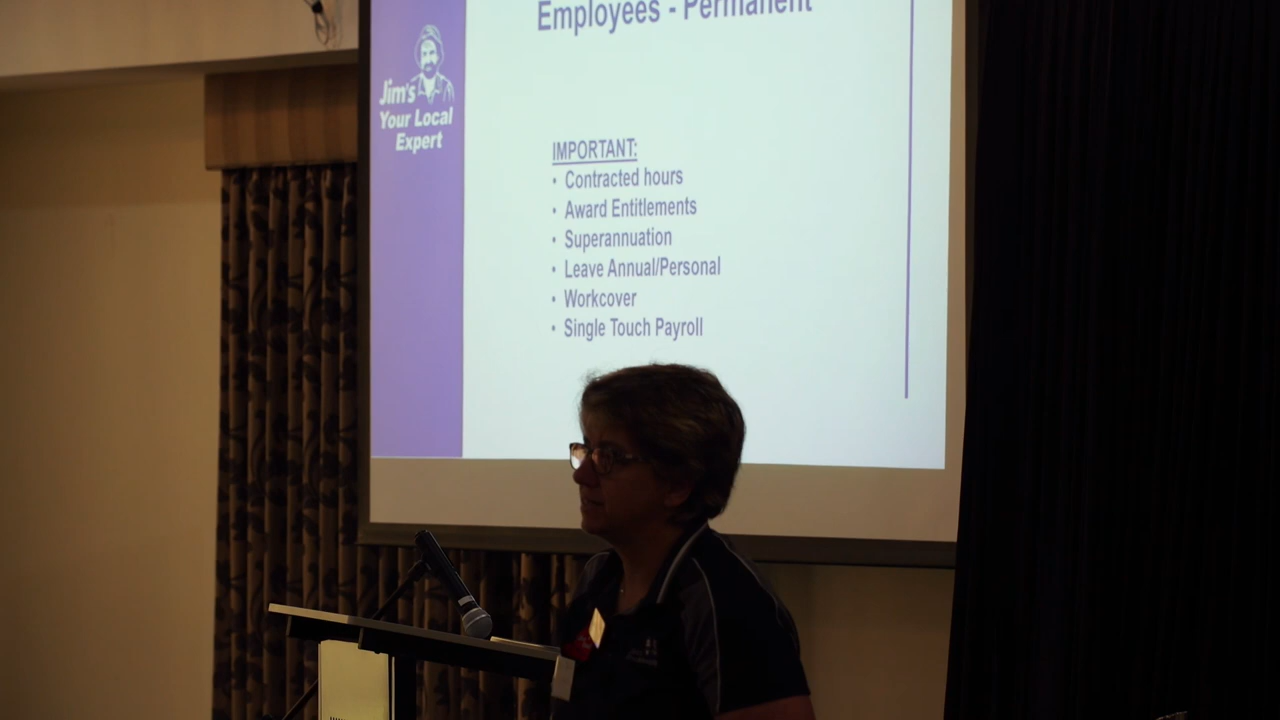 Employees - Permanent
Jim's
Your Local
Expert
IMPORTANT:
• Contracted hours
• Award Entitlements
• Superannuation
• Leave Annual/Personal
• Workcover
• Single Touch Payroll